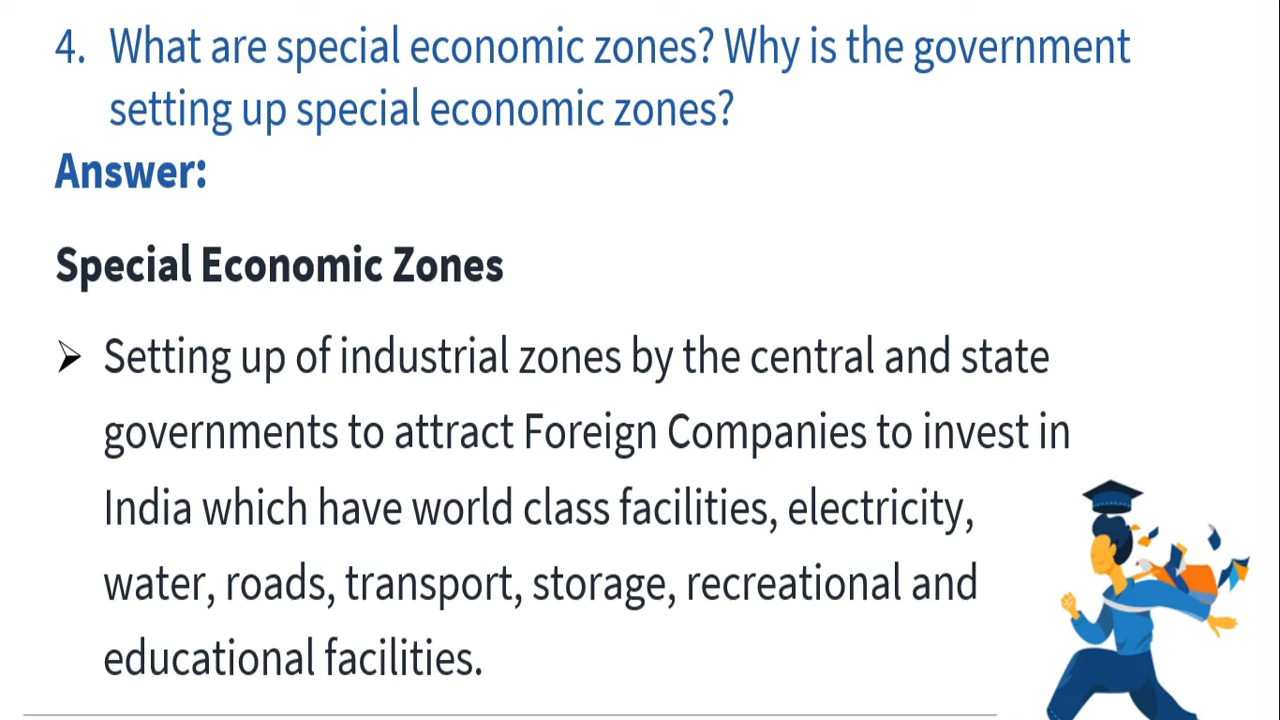 4. What are special economic zones? Why is the government
setting up special economic zones?
Answer:
Special Economic Zones
➢ Setting up of industrial zones by the central and state
governments to attract Foreign Companies to invest in
India which have world class facilities, electricity,
water, roads, transport, storage, recreational and
educational facilities.